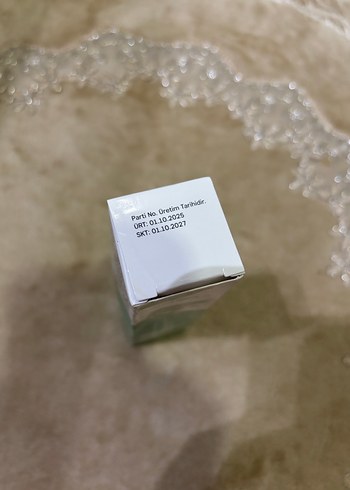 Parti No. Üretim Tarihidir.
ÜRT: 01.10.2025
SKT: 01.10.2027